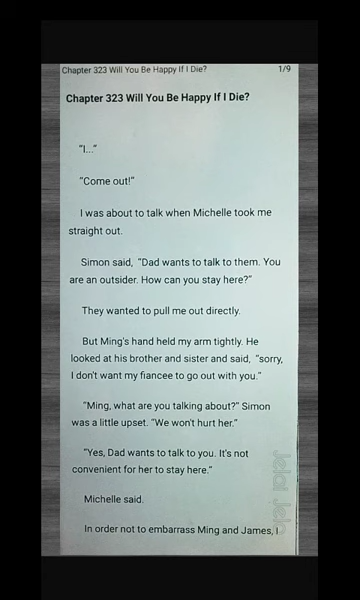 Chapter 323 Will You Be Happy If I Die? 1/9
Chapter 323 Will You Be Happy If I Die?
"I..."
"Come out!"
I was about to talk when Michelle took me
straight out.
Simon said, "Dad wants to talk to them. You
are an outsider. How can you stay here?"
They wanted to pull me out directly.
But Ming's hand held my arm tightly. He
looked at his brother and sister and said, "sorry,
I don't want my fiancee to go out with you."
"Ming, what are you talking about?" Simon
was a little upset. "We won't hurt her."
"Yes, Dad wants to talk to you. It's not
convenient for her to stay here."
Michelle said.
In order not to embarrass Ming and James, I
Jelai Jelo